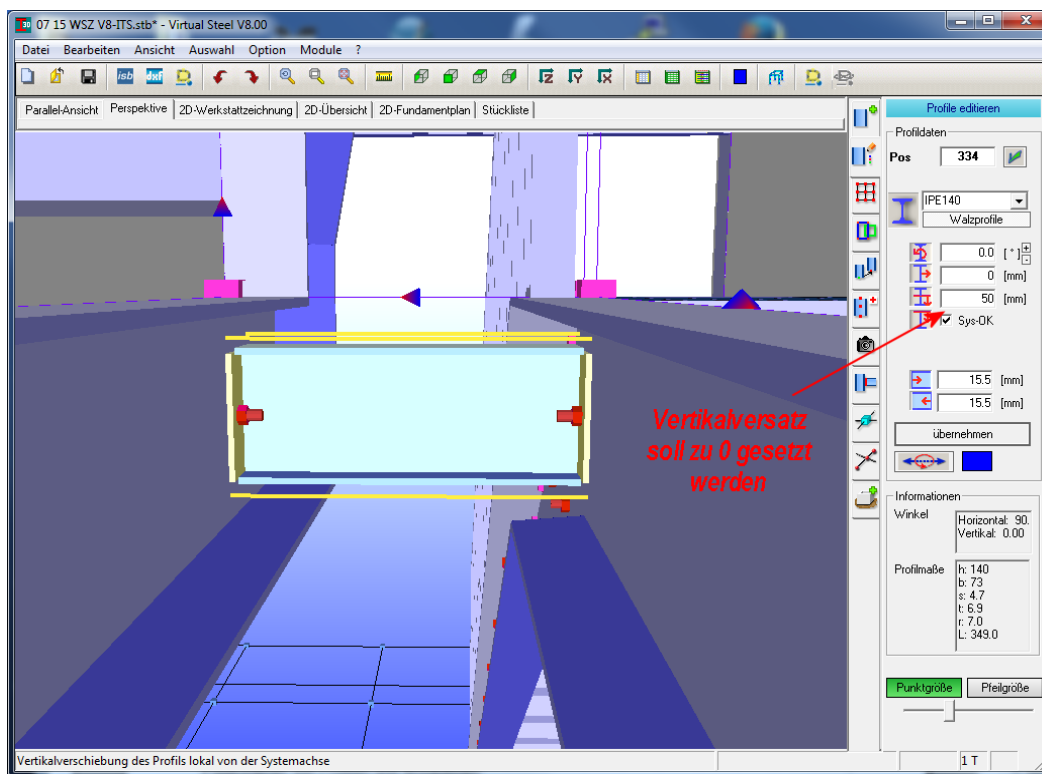 07 15 WSZ V8-ITS.stb* - Virtual Steel V8.00
Datei Bearbeiten Ansicht Auswahl Option Module ?
isb dxf Z Y X
Parallel-Ansicht Perspektive 2D-Werkstattzeichnung 2D-Übersicht 2D-Fundamentplan Stückliste
Profile editieren
Profildaten
Pos 334
IPE140
Walzprofile
0.0 [°] + -
0 [mm]
50 [mm]
Sys-OK
15.5 [mm]
15.5 [mm]
übernehmen
Vertikalversatz
soll zu 0 gesetzt
werden
Informationen
Winkel
Horizontal: 90.
Vertikal: 0.00
Profilmaße
h: 140
b: 73
s: 4.7
t: 6.9
r: 7.0
L: 349.0
Punktgröße Pfeilgröße
Vertikalverschiebung des Profils lokal von der Systemachse
1 T